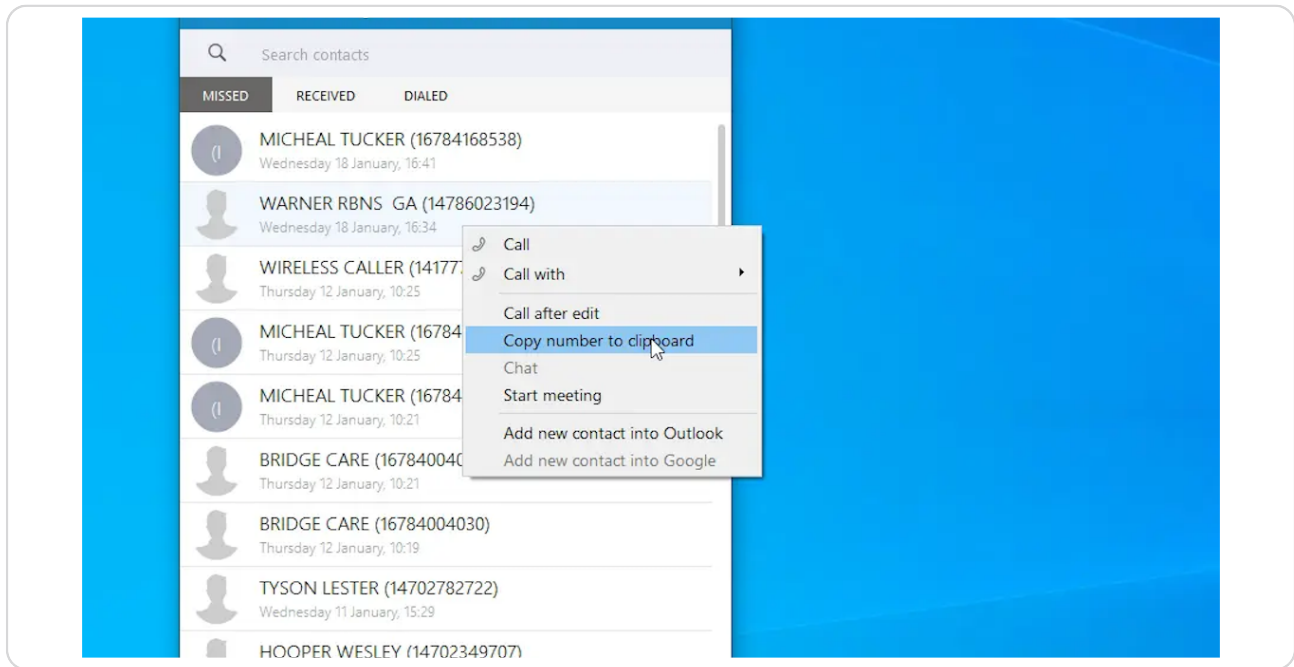 Search contacts
MISSED RECEIVED DIALED
MICHEAL TUCKER (16784168538)
Wednesday 18 January, 16:41
WARNER RBNS  GA (14786023194)
Wednesday 18 January, 16:34
WIRELESS CALLER (14177
Thursday 12 January, 10:25
MICHEAL TUCKER (16784
Thursday 12 January, 10:25
MICHEAL TUCKER (16784
Thursday 12 January, 10:21
BRIDGE CARE (167840040
Thursday 12 January, 10:21
BRIDGE CARE (16784004030)
Thursday 12 January, 10:19
TYSON LESTER (14702782722)
Wednesday 11 January, 15:29
HOOPER WESLEY (14702349707)
Call
Call with
Call after edit
Copy number to clipboard
Chat
Start meeting
Add new contact into Outlook
Add new contact into Google